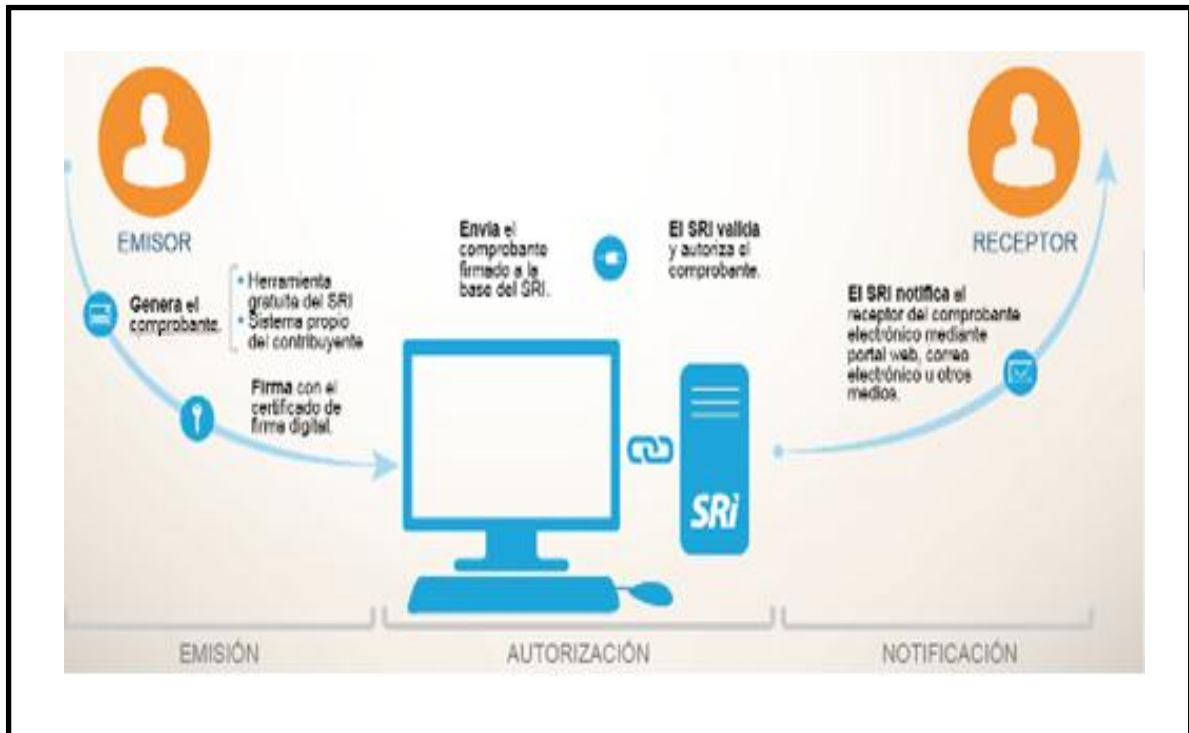 EMISOR
Genera el
comprobante.
• Herramienta
gratuita del SRI
• Sistema propio
del contribuyente
Firma con el
certificado de
firma digital.
Envía el
comprobante
firmado a la
base del SRI.
El SRI valida
y autoriza el
comprobante.
SRi
RECEPTOR
El SRI notifica al
receptor del comprobante
electrónico mediante
portal web, correo
electrónico u otros
medios.
EMISIÓN
AUTORIZACIÓN
NOTIFICACIÓN